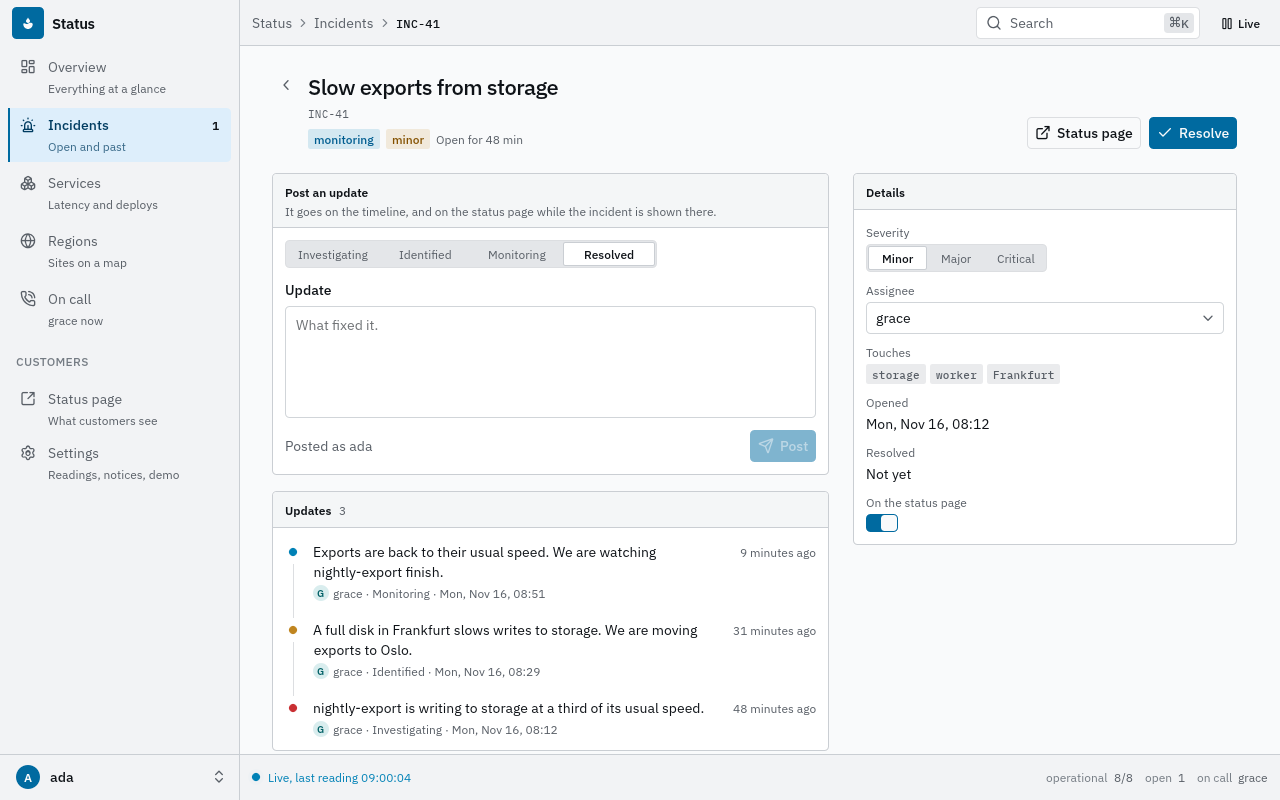 Status
Overview
Everything at a glance
Incidents 1
Open and past
Services
Latency and deploys
Regions
Sites on a map
On call
grace now
CUSTOMERS
Status page
What customers see
Settings
Readings, notices, demo
A ada
Status > Incidents > INC-41
Search ⌘K
Live
Slow exports from storage
INC-41
monitoring minor Open for 48 min
Status page
Resolve
Post an update
It goes on the timeline, and on the status page while the incident is shown there.
Investigating Identified Monitoring Resolved
Update
What fixed it.
Posted as ada
Post
Updates 3
Exports are back to their usual speed. We are watching 9 minutes ago
nightly-export finish.
G grace · Monitoring · Mon, Nov 16, 08:51
A full disk in Frankfurt slows writes to storage. We are moving 31 minutes ago
exports to Oslo.
G grace · Identified · Mon, Nov 16, 08:29
nightly-export is writing to storage at a third of its usual speed. 48 minutes ago
G grace · Investigating · Mon, Nov 16, 08:12
Details
Severity
Minor Major Critical
Assignee
grace
Touches
storage worker Frankfurt
Opened
Mon, Nov 16, 08:12
Resolved
Not yet
On the status page
Live, last reading 09:00:04
operational 8/8 open 1 on call grace